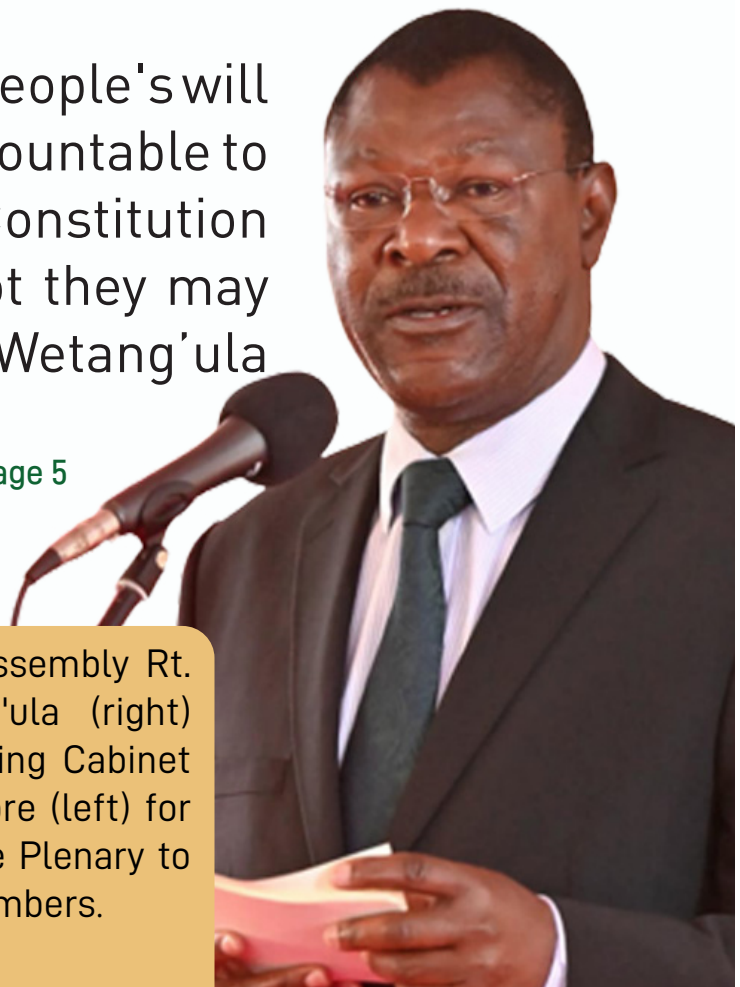 eople's will
ountable to
onstitution
ot they may
Wetang’ula
age 5
ssembly Rt.
'ula (right)
ing Cabinet
re (left) for
e Plenary to
mbers.